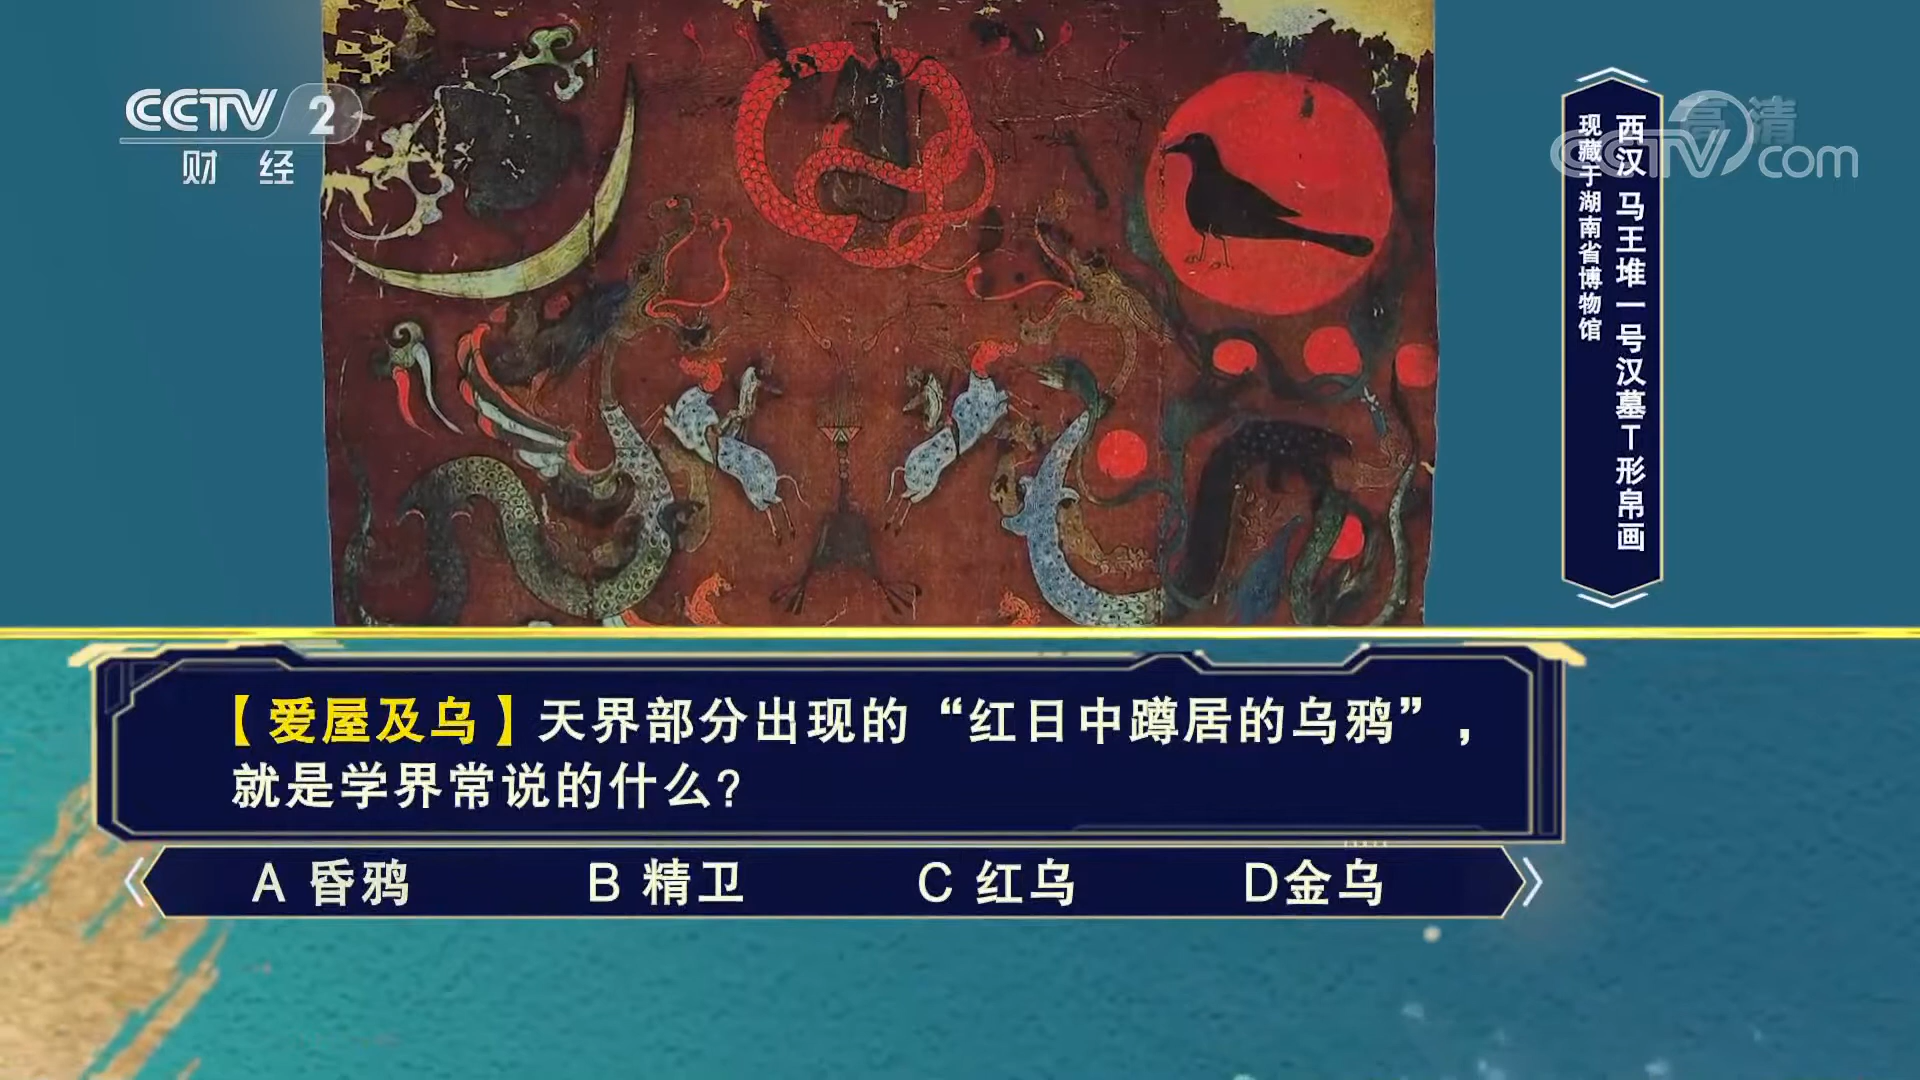 CCTV 2
财 经
高清
CCTV.com
西汉 马王堆一号汉墓T形帛画
现藏于湖南省博物馆
【爱屋及乌】天界部分出现的“红日中蹲居的乌鸦”，
就是学界常说的什么？
A 昏鸦 B 精卫 C 红乌 D金乌